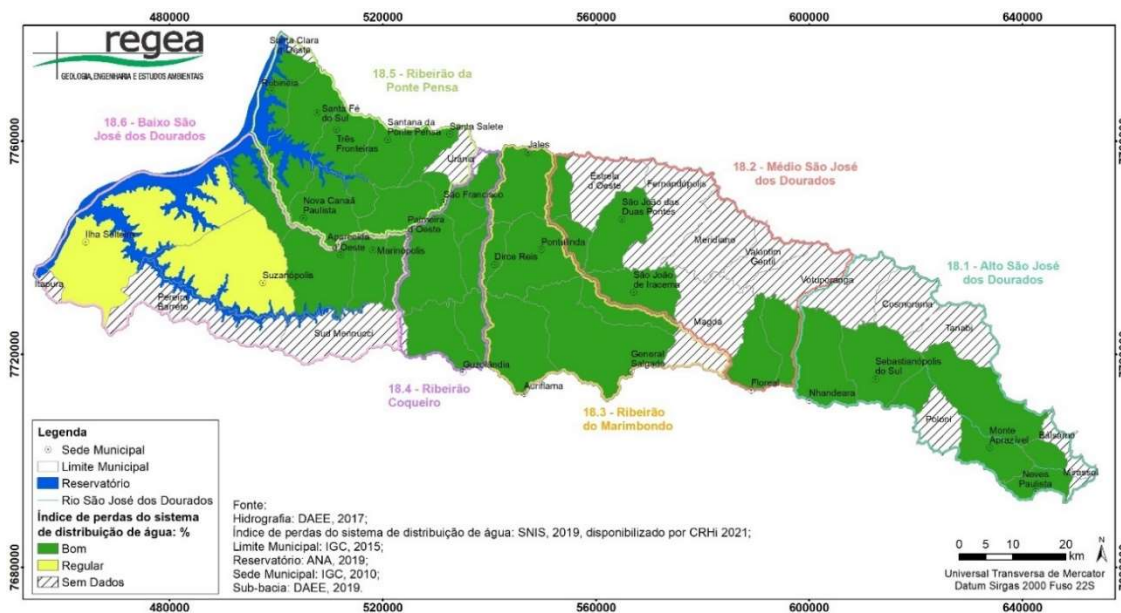 480000 520000 560000 600000 640000
regea
GEOLOGIA, ENGENHARIA E ESTUDOS AMBIENTAIS
Santa Clara
d'Oeste
18.5 - Ribeirão da
Ponte Pensa
Rubinéia
18.6 - Baixo São
José dos Dourados
Santa Fé
do Sul
Santana da
Ponte Pensa
Santa Salete
Três
Fronteiras
Urânia
Jales
18.2 - Médio São José
dos Dourados
7760000
7760000
Estrela
d'Oeste
Fernandópolis
São Francisco
São João das
Duas Pontes
Nova Canaã
Paulista
Palmeira
d'Oeste
Meridiano
Ilha Solteira
Aparecida
d'Oeste
Marinópolis
Pontalinda
Valentim
Gentil
Dirce Reis
Votuporanga
18.1 - Alto São José
dos Dourados
Itapura
Suzanápolis
São João
de Iracema
Pereira
Barreto
Cosmorama
Magda
Tanabi
Sud Mennucci
7720000
7720000
General
Salgado
Sebastianópolis
do Sul
Guzolândia
18.4 - Ribeirão
Coqueiro
Auriflama
Floreal
Nhandeara
18.3 - Ribeirão
do Marimbondo
Poloni
Monte
Aprazível
Bálsamo
Mirassol
Neves
Paulista
Legenda
Sede Municipal
Limite Municipal
Reservatório
Rio São José dos Dourados
Índice de perdas do sistema
de distribuição de água: %
Bom
Regular
Sem Dados
Fonte:
Hidrografia: DAEE, 2017;
Índice de perdas do sistema de distribuição de água: SNIS, 2019, disponibilizado por CRHi 2021;
Limite Municipal: IGC, 2015;
Reservatório: ANA, 2019;
Sede Municipal: IGC, 2010;
Sub-bacia: DAEE, 2019.
N
0 5 10 20
km
Universal Transversa de Mercator
Datum Sirgas 2000 Fuso 22S
7680000
7680000
480000 520000 560000 600000 640000